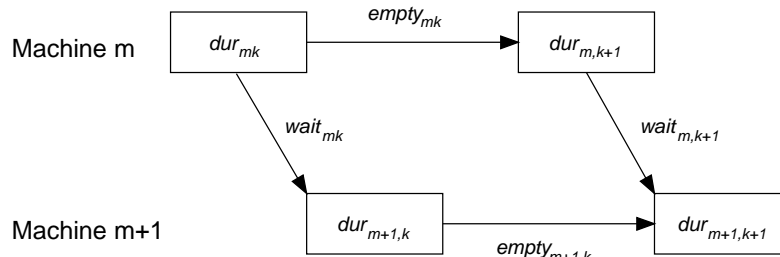 empty_mk
Machine m dur_mk dur_m,k+1
wait_mk wait_m,k+1
Machine m+1 dur_m+1,k dur_m+1,k+1
empty_m+1,k